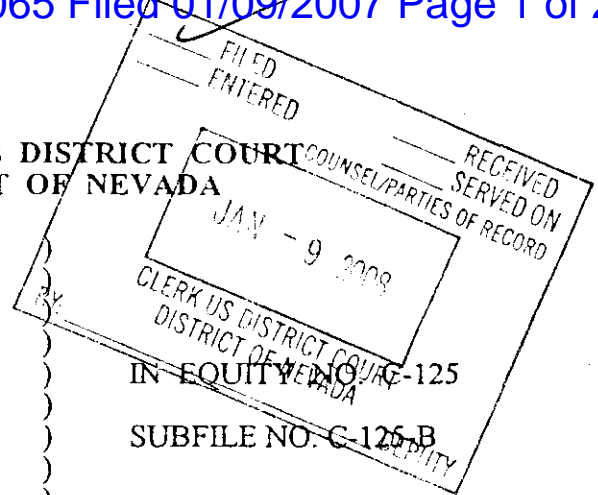 065 Filed 01/09/2007 Page 1 of 2
FILED
ENTERED
RECEIVED
SERVED ON
COUNSEL/PARTIES OF RECORD
DISTRICT COURT
OF NEVADA
JAN - 9 2008
CLERK US DISTRICT COURT
DISTRICT OF NEVADA
BY:
DEPUTY
IN EQUITY NO. C-125
SUBFILE NO. C-125-B